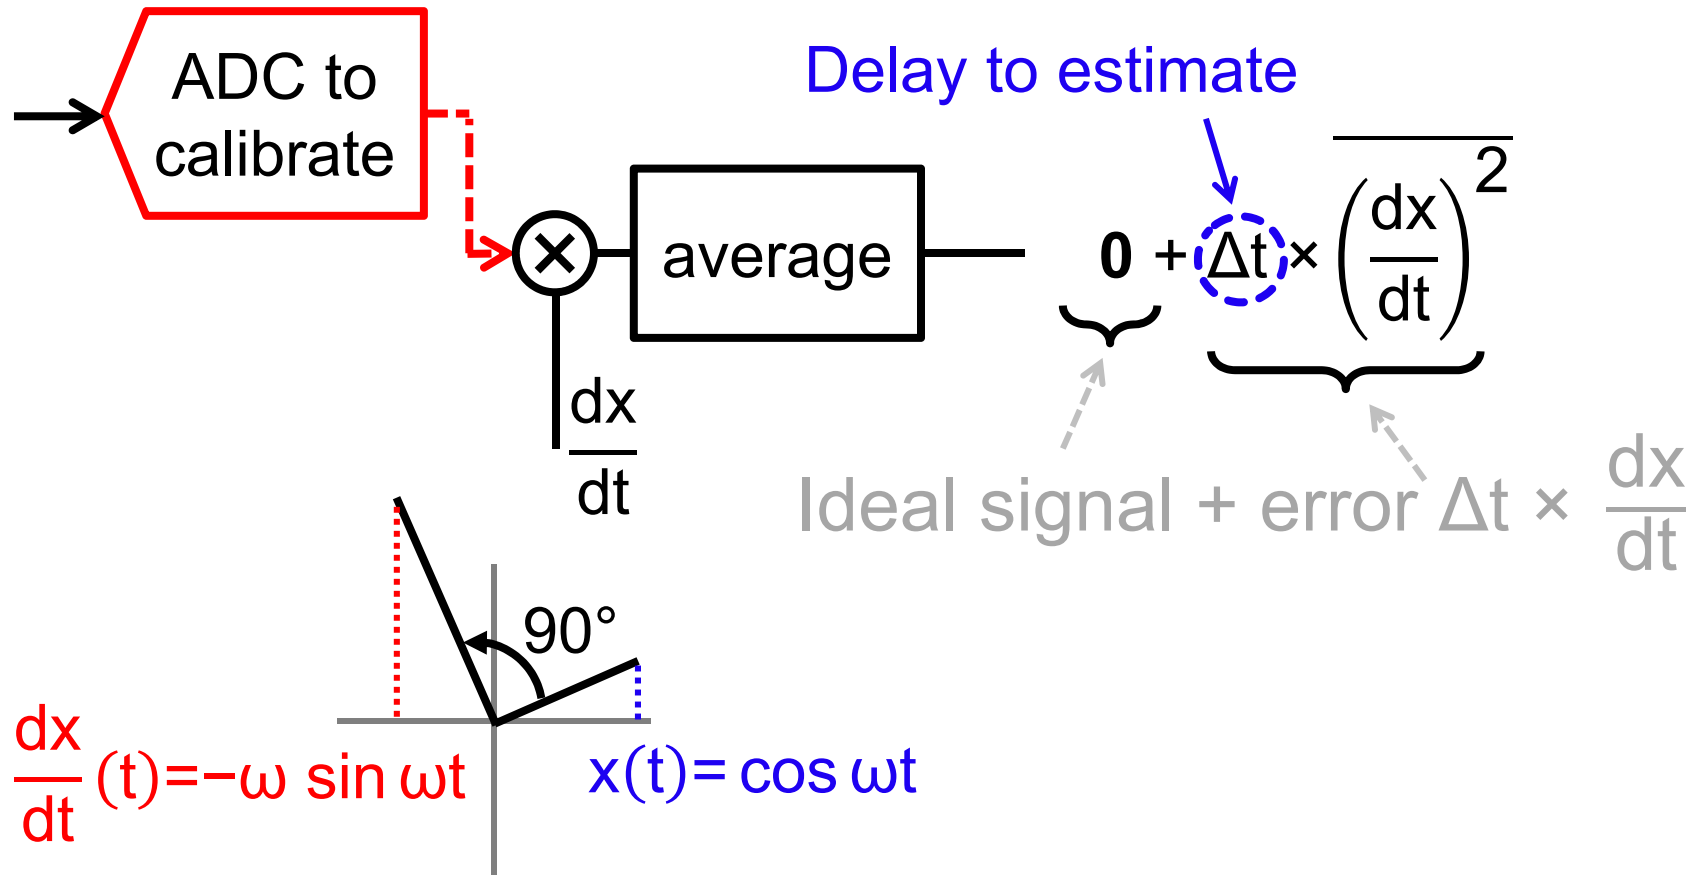 ADC to
calibrate
Delay to estimate
×
average
0 + Δt × (dx/dt)²
dx
dt
Ideal signal + error Δt × dx/dt
90°
dx/dt (t)=−ω sin ωt
x(t)= cos ωt